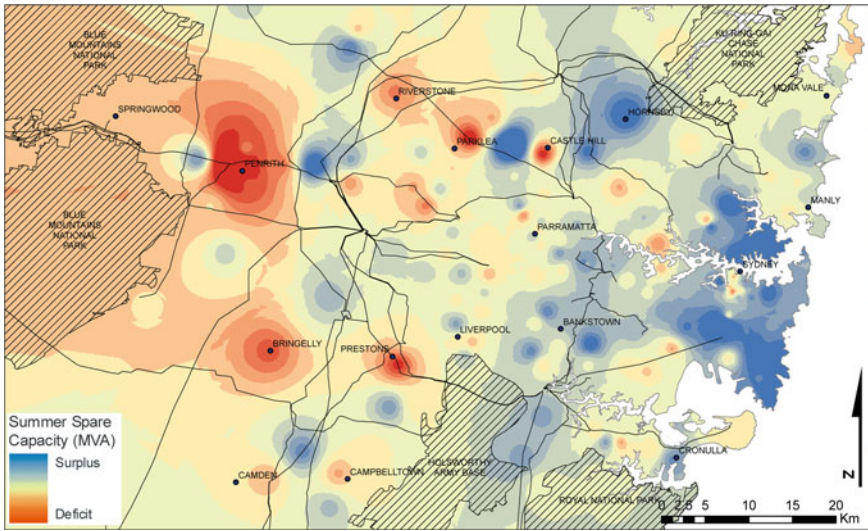 BLUE
MOUNTAINS
NATIONAL
PARK
KU-RING-GAI
CHASE
NATIONAL
PARK
MONA VALE
SPRINGWOOD
RIVERSTONE
HORNSBY
PARKLEA
CASTLE HILL
PENRITH
MANLY
BLUE
MOUNTAINS
NATIONAL
PARK
PARRAMATTA
SYDNEY
BANKSTOWN
LIVERPOOL
BRINGELLY
PRESTONS
Summer Spare
Capacity (MVA)
Surplus
Deficit
CAMDEN
CAMPBELLTOWN
HOLSWORTHY
ARMY BASE
CRONULLA
ROYAL NATIONAL PARK
N
0 2.5 5 10 15 20
Km